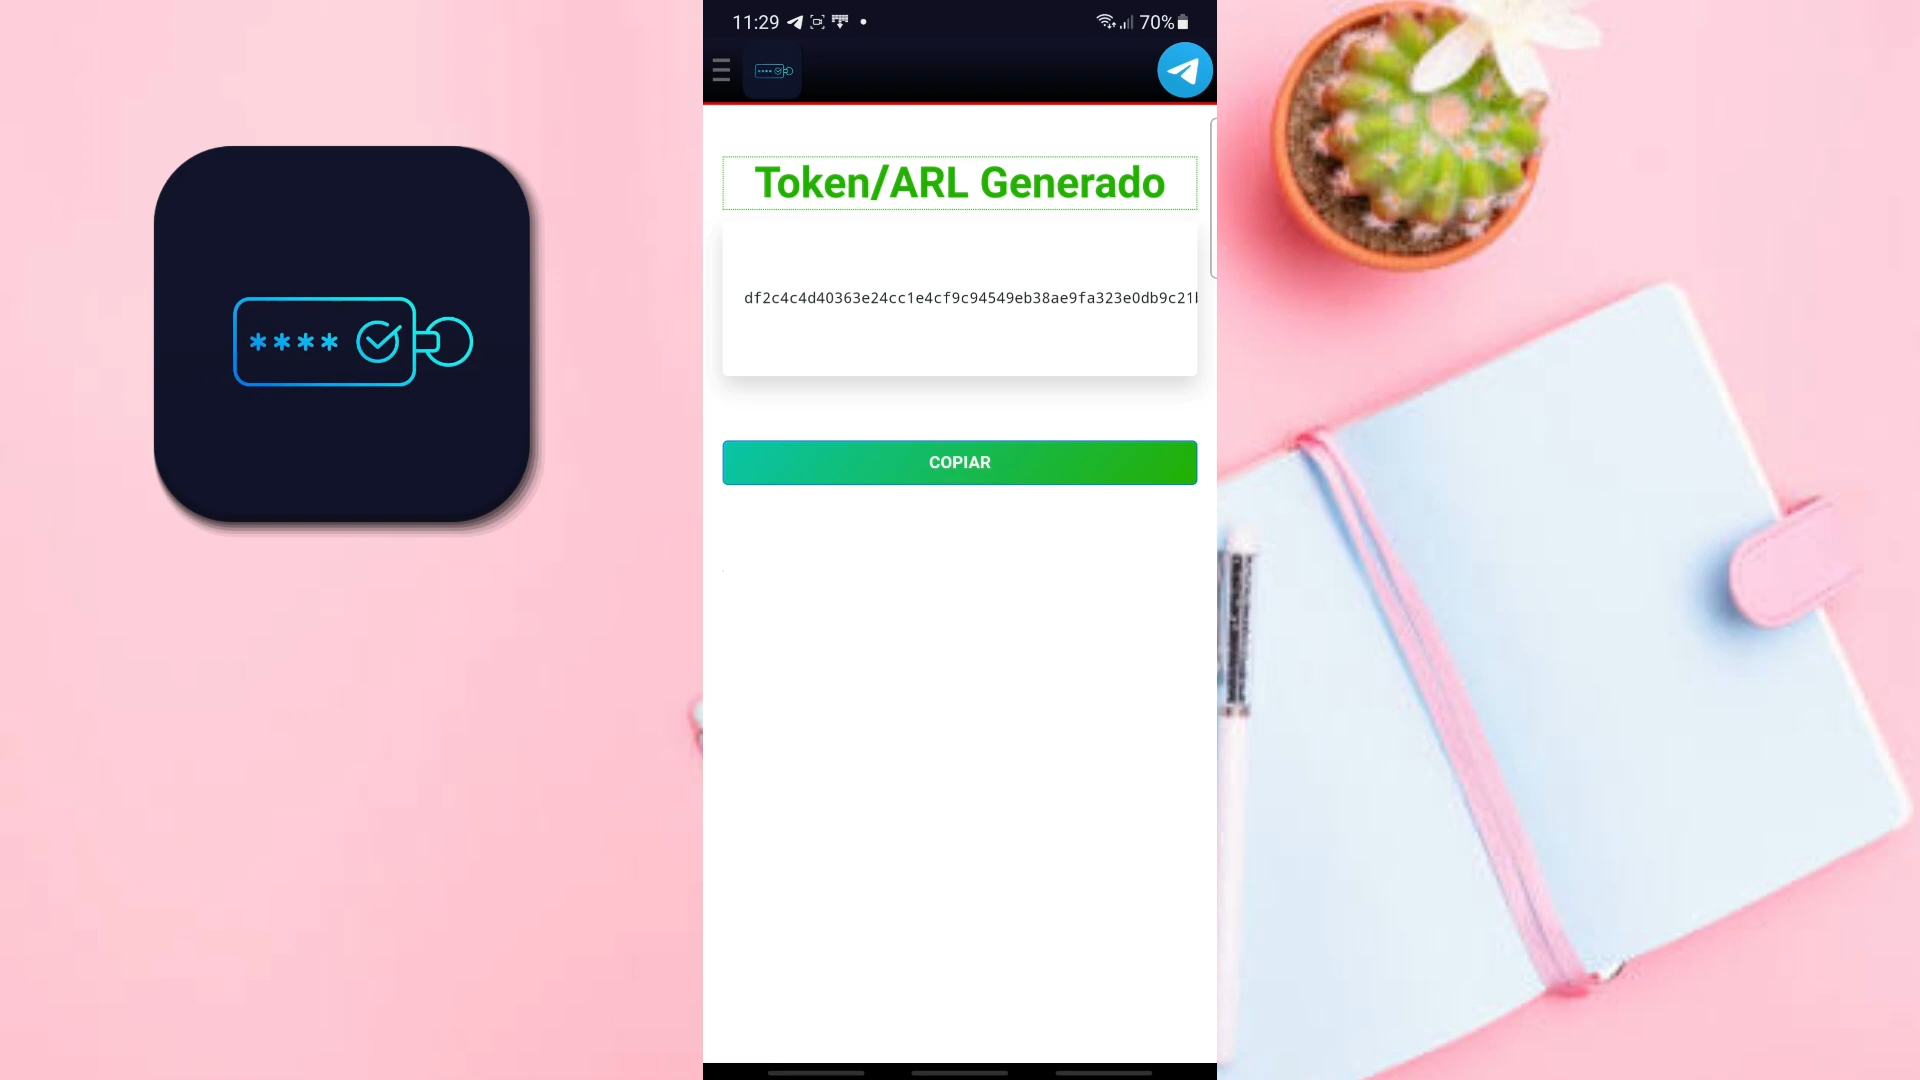 11:29
70%
****
Token/ARL Generado
df2c4c4d40363e24cc1e4cf9c94549eb38ae9fa323e0db9c21
COPIAR